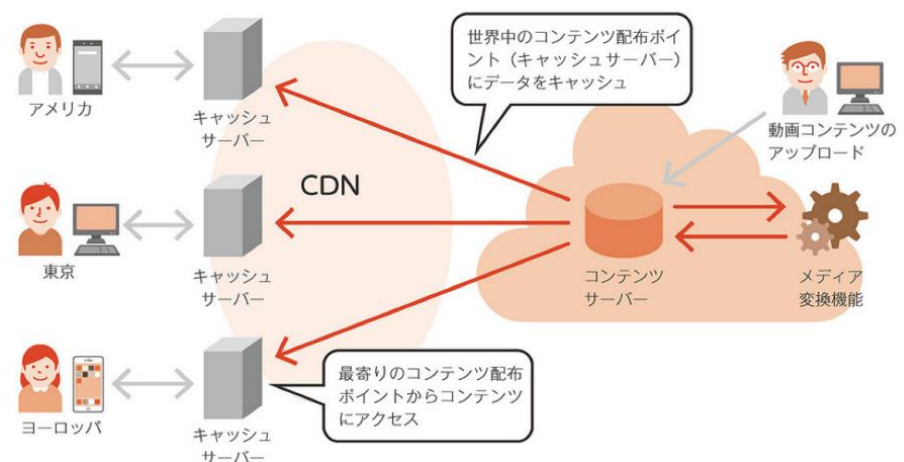 世界中のコンテンツ配布ポイ
ント（キャッシュサーバー）
にデータをキャッシュ
アメリカ
キャッシュ
サーバー
動画コンテンツの
アップロード
CDN
東京
キャッシュ
サーバー
コンテンツ
サーバー
メディア
変換機能
最寄りのコンテンツ配布
ポイントからコンテンツ
にアクセス
ヨーロッパ
キャッシュ
サーバー